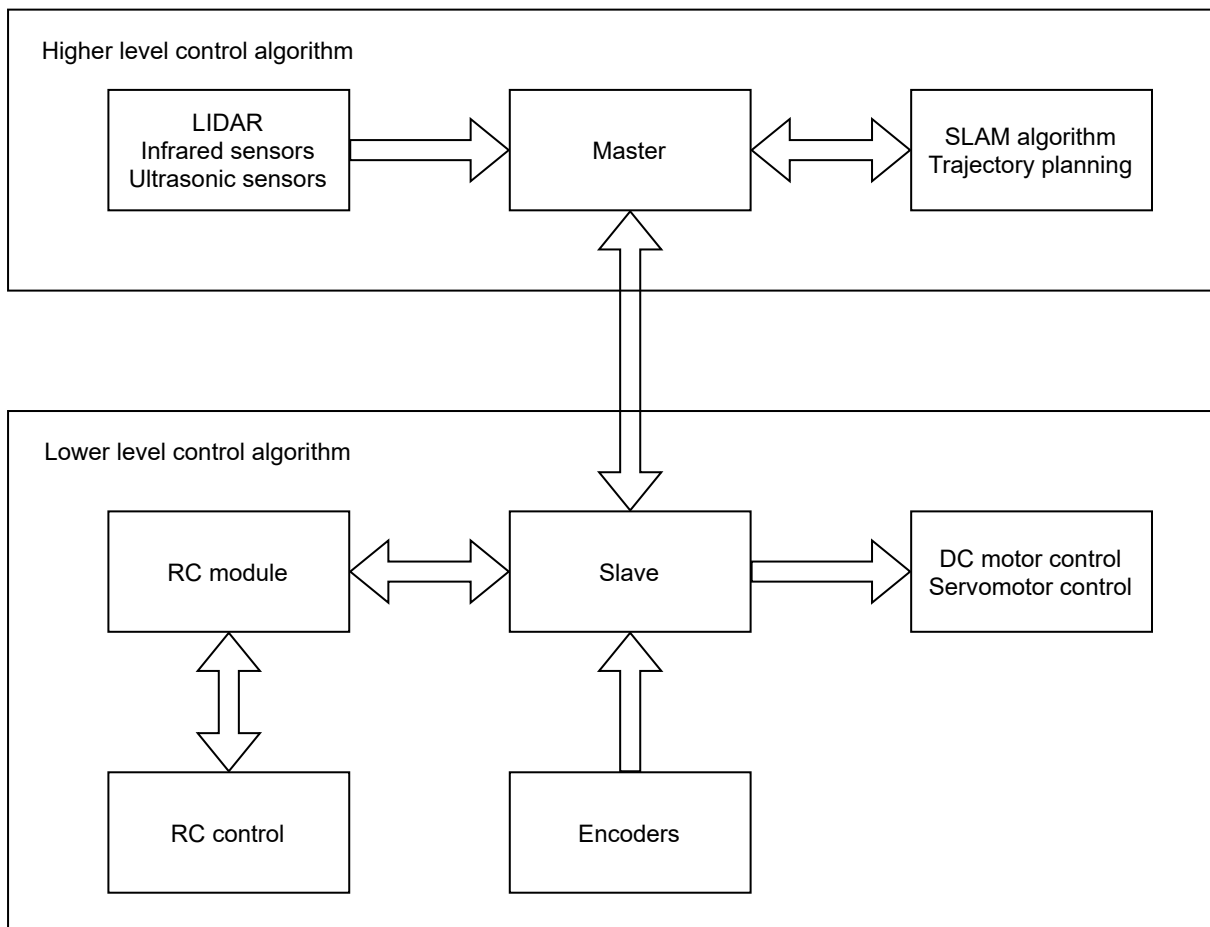 Higher level control algorithm
LIDAR
Infrared sensors
Ultrasonic sensors
Master
SLAM algorithm
Trajectory planning
Lower level control algorithm
RC module
Slave
DC motor control
Servomotor control
RC control
Encoders